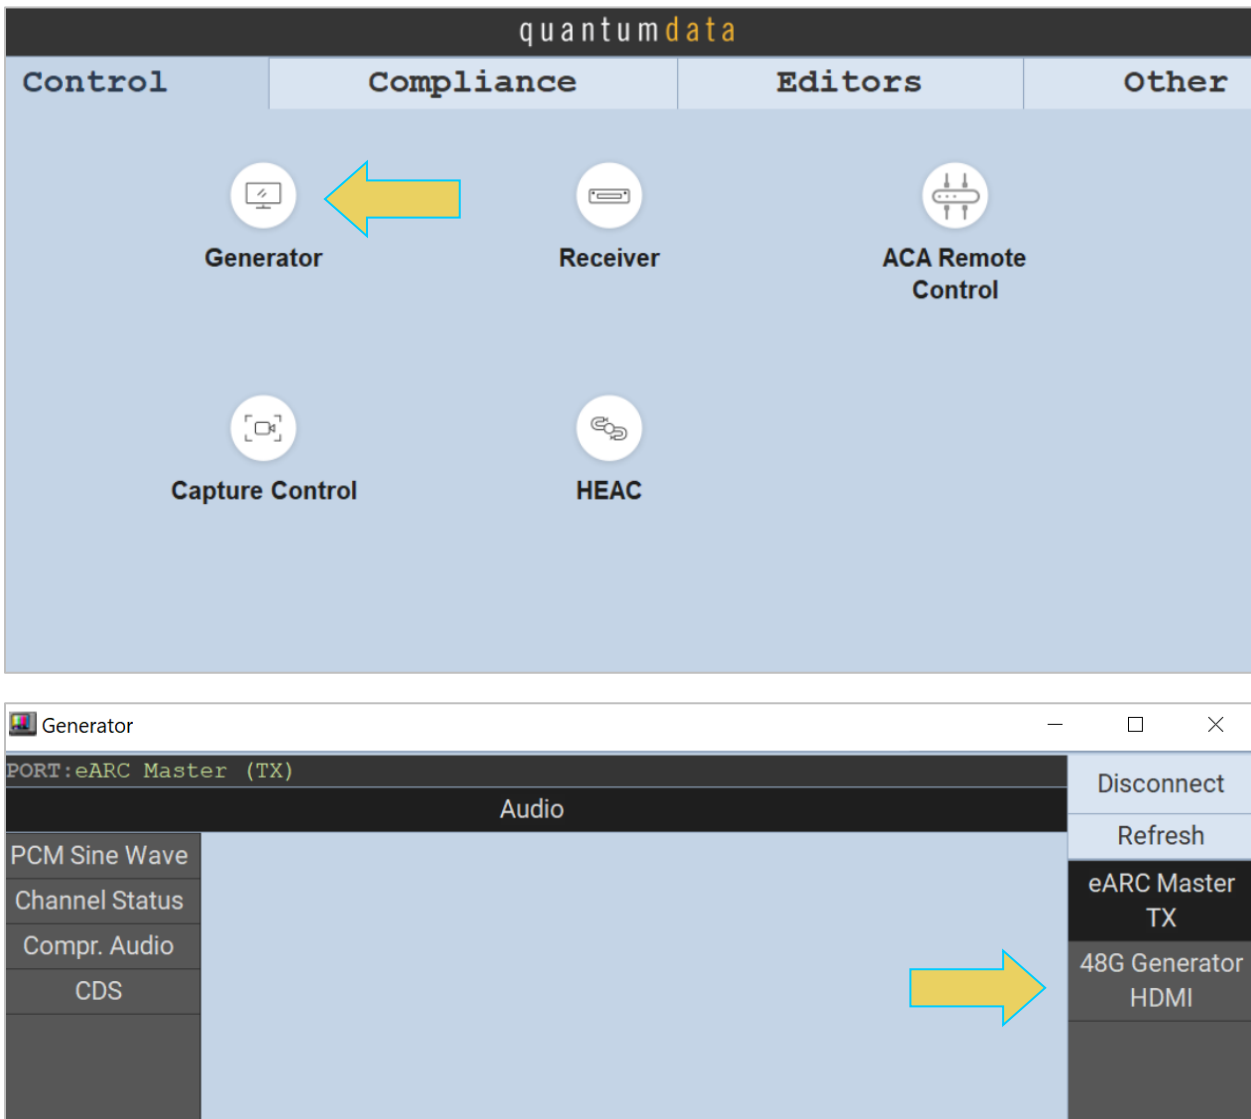 quantumdata
Control Compliance Editors Other
Generator Receiver ACA Remote
Control
Capture Control HEAC
Generator
PORT:eARC Master (TX)
Disconnect
Audio
Refresh
PCM Sine Wave
eARC Master
TX
Channel Status
Compr. Audio
48G Generator
HDMI
CDS